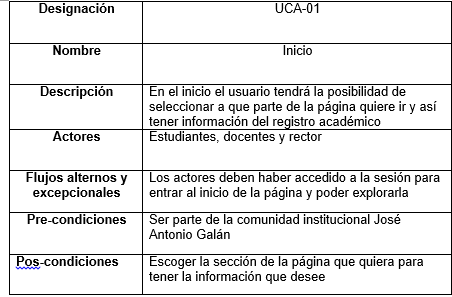 Designación UCA-01
Nombre Inicio
Descripción En el inicio el usuario tendrá la posibilidad de
seleccionar a que parte de la página quiere ir y así
tener información del registro académico
Actores Estudiantes, docentes y rector
Flujos alternos y Los actores deben haber accedido a la sesión para
excepcionales entrar al inicio de la página y poder explorarla
Pre-condiciones Ser parte de la comunidad institucional José
Antonio Galán
Pos-condiciones Escoger la sección de la página que quiera para
tener la información que desee